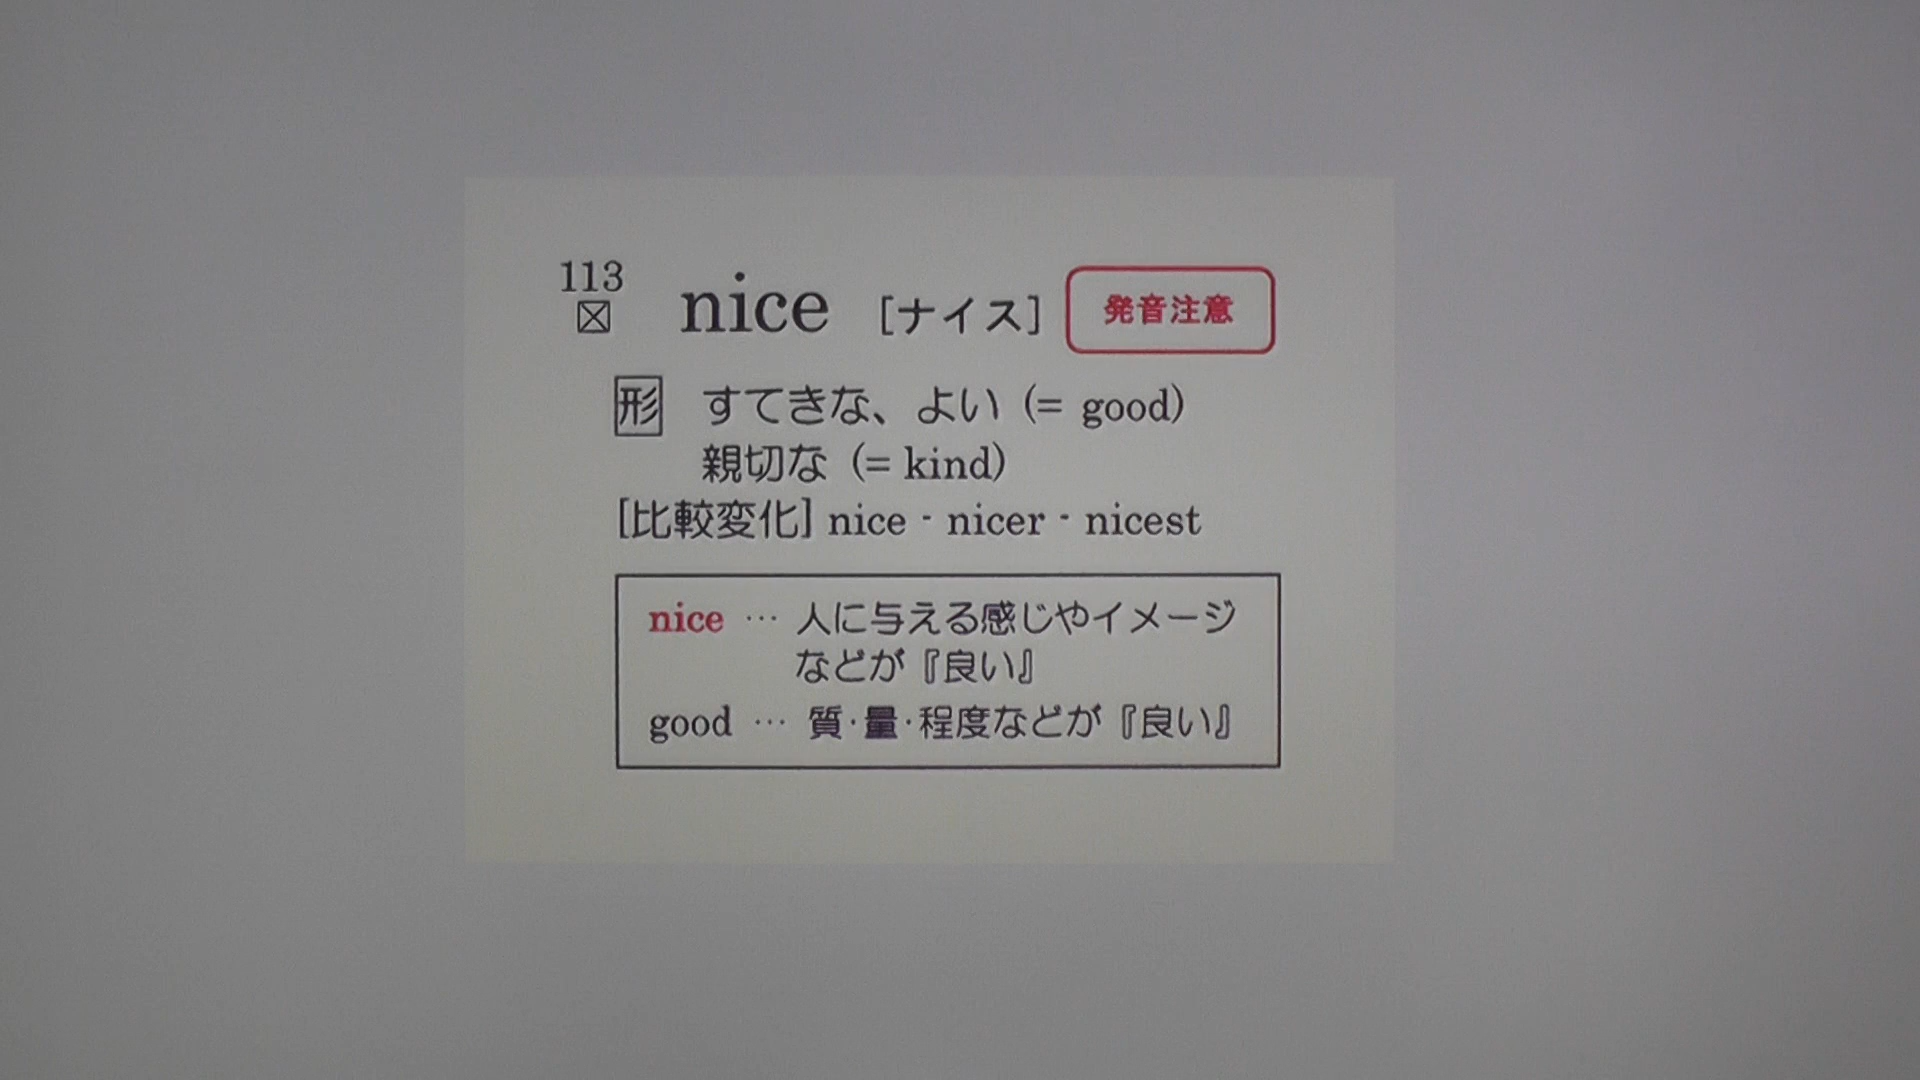 113
☒ nice [ナイス] 発音注意
形 すてきな、よい (= good)
親切な (= kind)
[比較変化] nice - nicer - nicest
nice … 人に与える感じやイメージ
などが『良い』
good … 質・量・程度などが『良い』